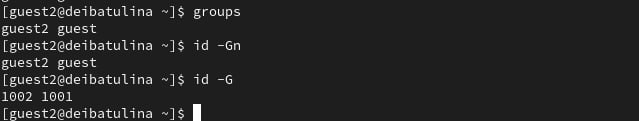 [guest2@deibatulina ~]$ groups
guest2 guest
[guest2@deibatulina ~]$ id -Gn
guest2 guest
[guest2@deibatulina ~]$ id -G
1002 1001
[guest2@deibatulina ~]$